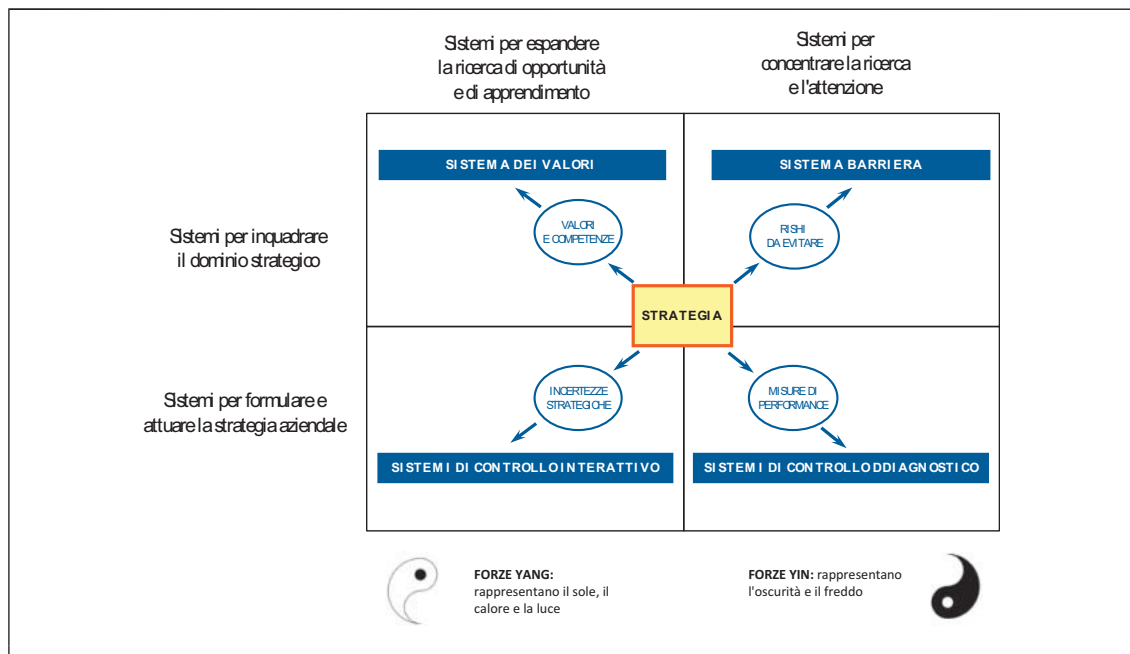 Sistemi per espandere
la ricerca di opportunità
e di apprendimento
Sistemi per
concentrare la ricerca
e l'attenzione
SISTEMA DEI VALORI
SISTEMA BARRIERA
VALORI
E COMPETENZE
RISHI
DA EVITARE
Sistemi per inquadrare
il dominio strategico
STRATEGIA
Sistemi per formulare e
attuare la strategia aziendale
INCERTEZZE
STRATEGICHE
MISURE DI
PERFORMANCE
SISTEMI DI CONTROLLO INTERATTIVO
SISTEMI DI CONTROLLO DDIAGNOSTICO
FORZE YANG:
rappresentano il sole, il
calore e la luce
FORZE YIN: rappresentano
l'oscurità e il freddo